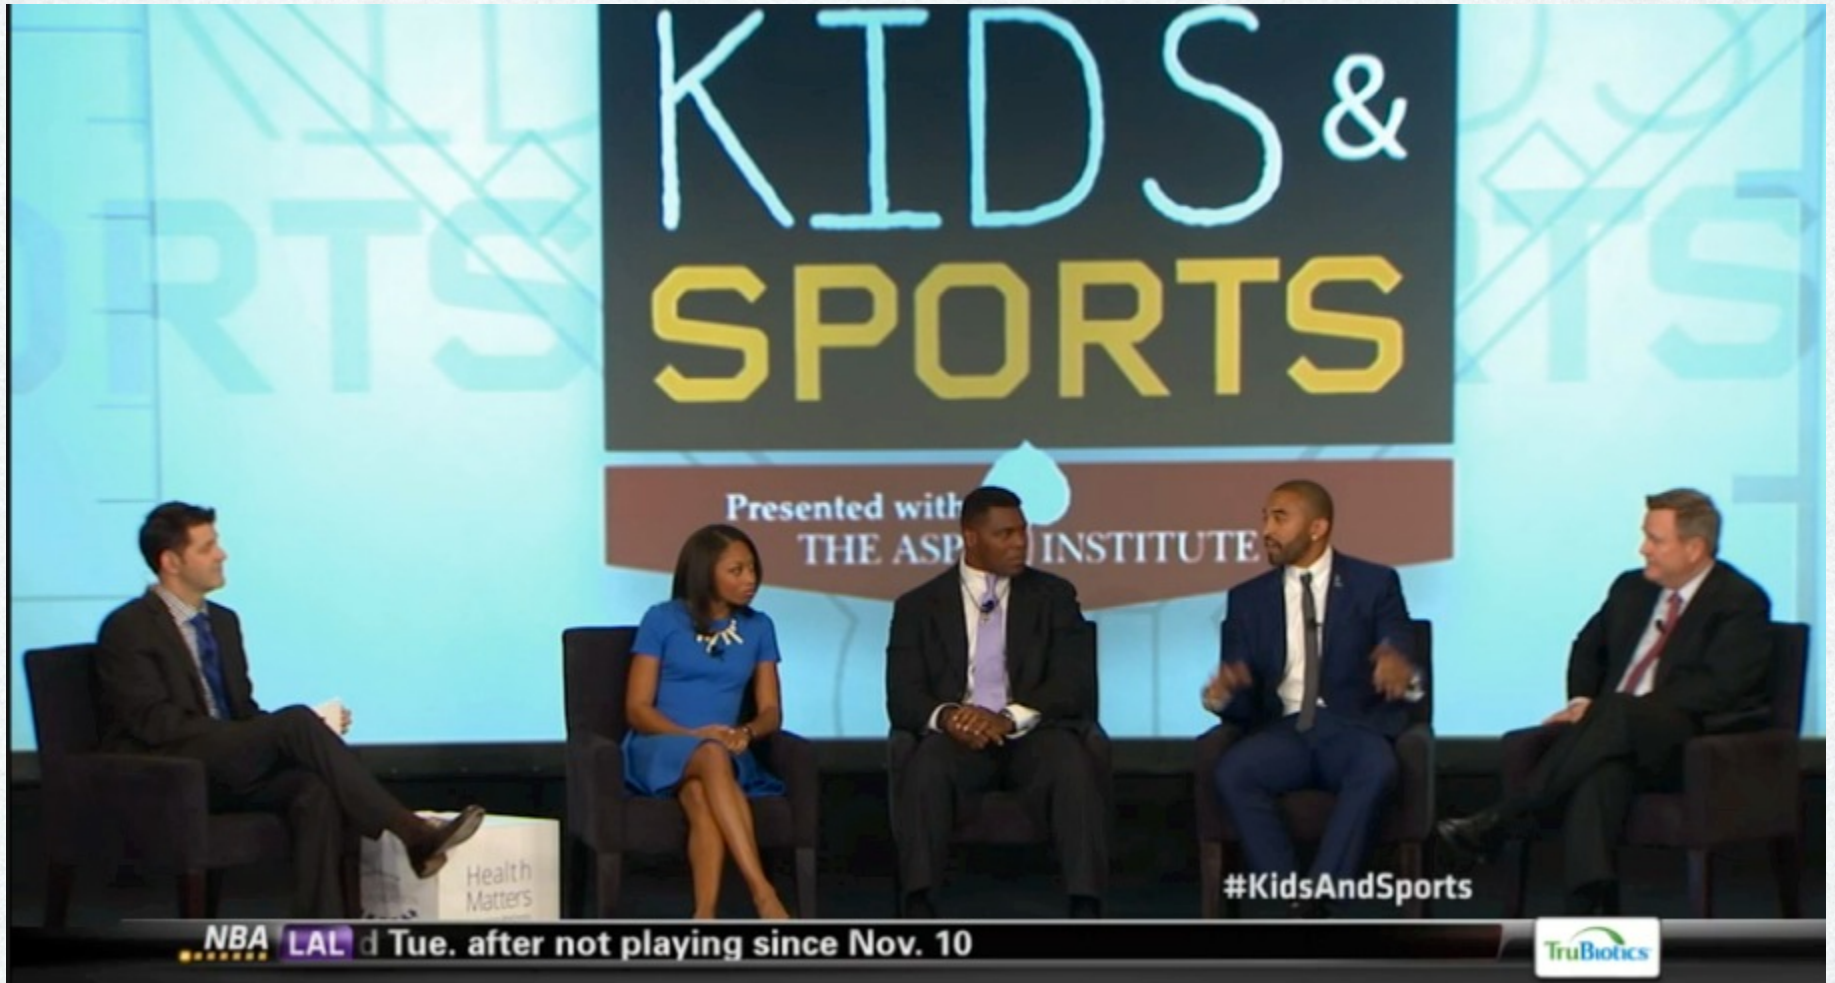 KIDS &
SPORTS
Presented with
THE ASP INSTITUTE
Health
Matters
#KidsAndSports
NBA LAL d Tue. after not playing since Nov. 10
TruBiotics